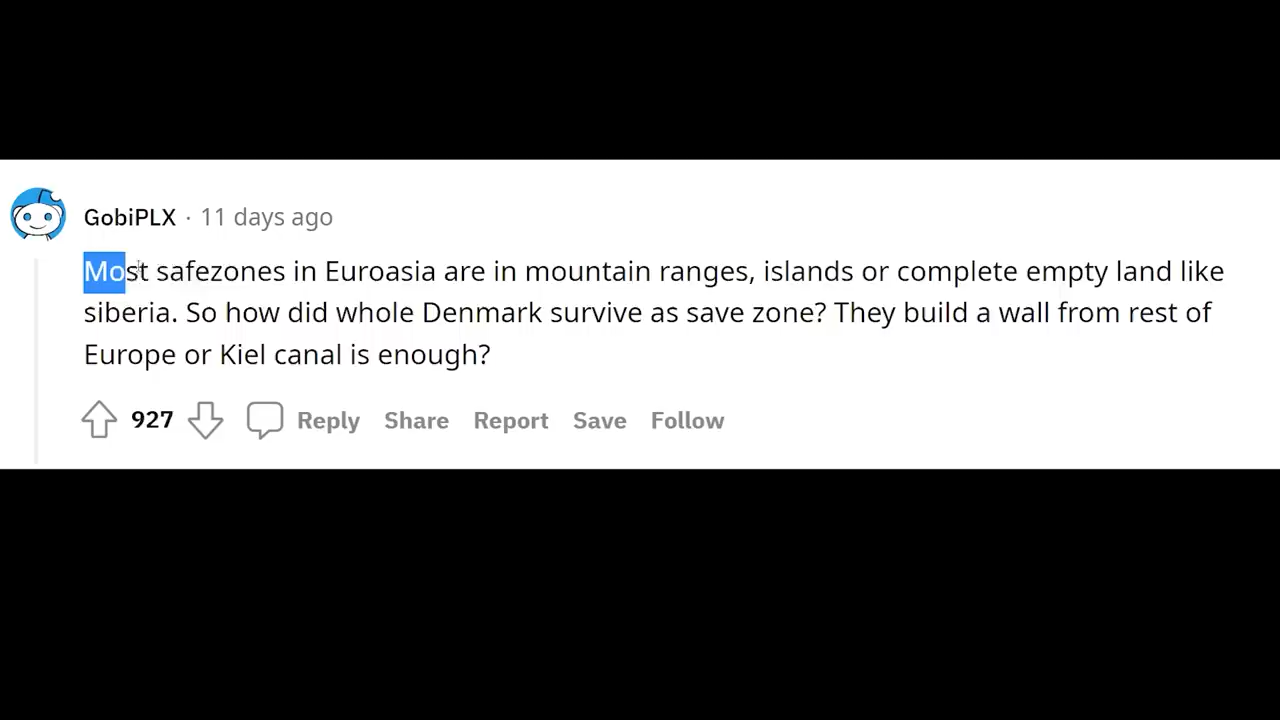 GobiPLX · 11 days ago
Most safezones in Euroasia are in mountain ranges, islands or complete empty land like
siberia. So how did whole Denmark survive as save zone? They build a wall from rest of
Europe or Kiel canal is enough?
927 Reply Share Report Save Follow